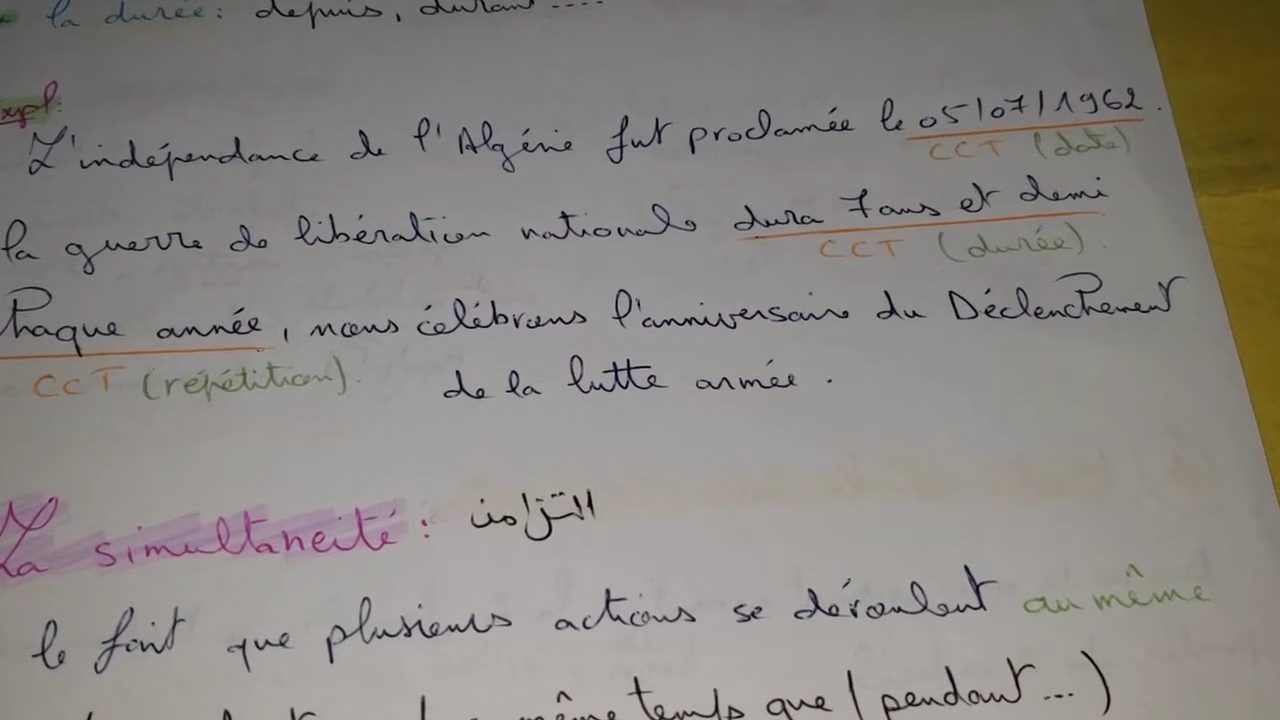 la durée: depuis, durant ....
expl:
L'indépendance de l'Algérie fut proclamée le 05/07/1962.
CCT (date)
la guerre de libération nationale dura 7 ans et demi
CCT (durée).
Chaque année, nous célébrons l'anniversaire du Déclenchement
CCT (répétition). de la lutte armée.
La simultaneité: التزامن
le fait que plusieurs actions se déroulent au même
même temps que (pendant...)